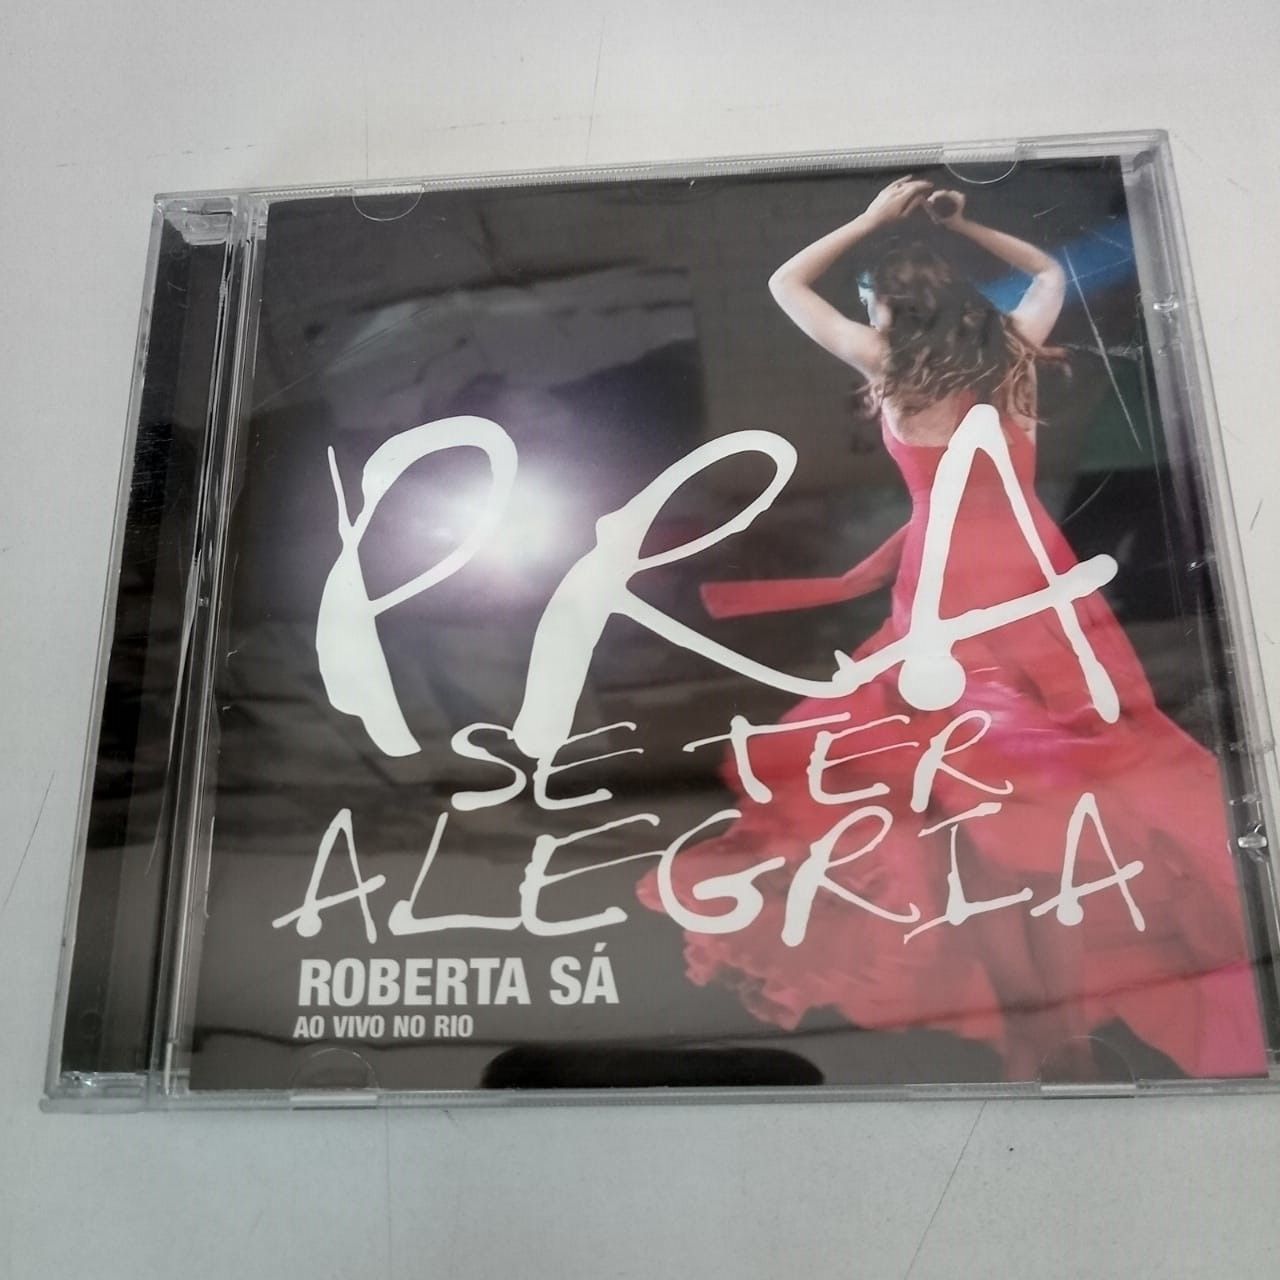 PRA
SE TER
ALEGRIA
ROBERTA SÁ
AO VIVO NO RIO